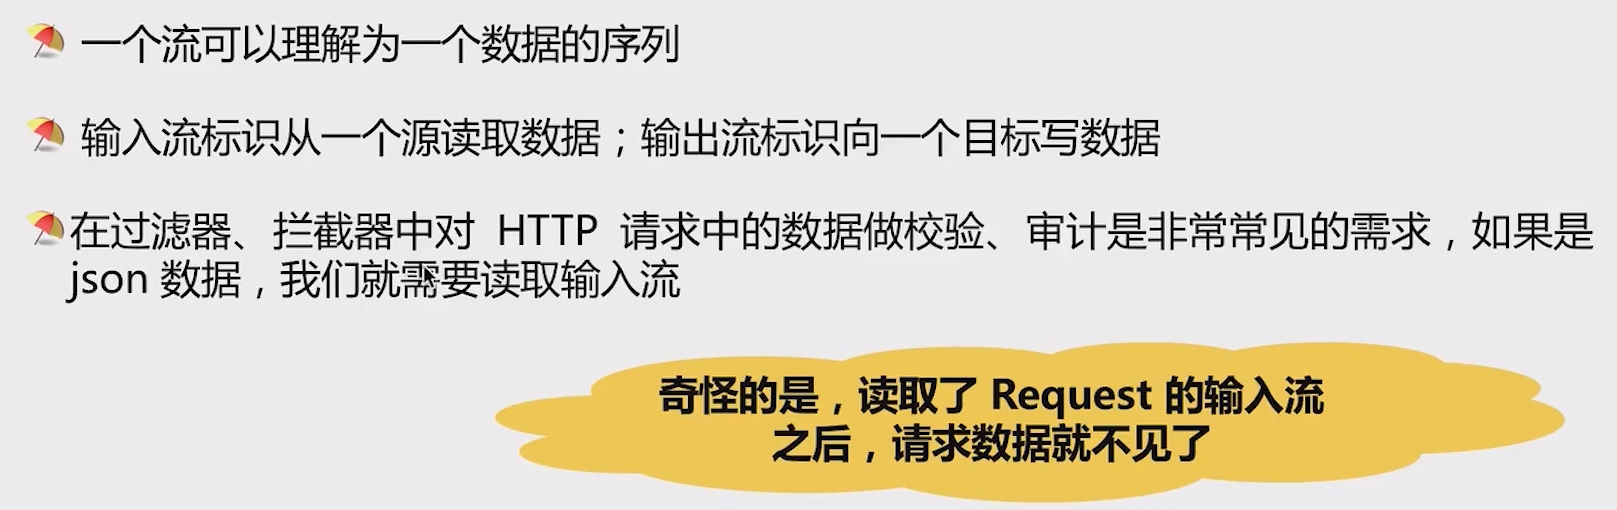 一个流可以理解为一个数据的序列
输入流标识从一个源读取数据；输出流标识向一个目标写数据
在过滤器、拦截器中对 HTTP 请求中的数据做校验、审计是非常常见的需求，如果是
json 数据，我们就需要读取输入流
奇怪的是，读取了 Request 的输入流
之后，请求数据就不见了